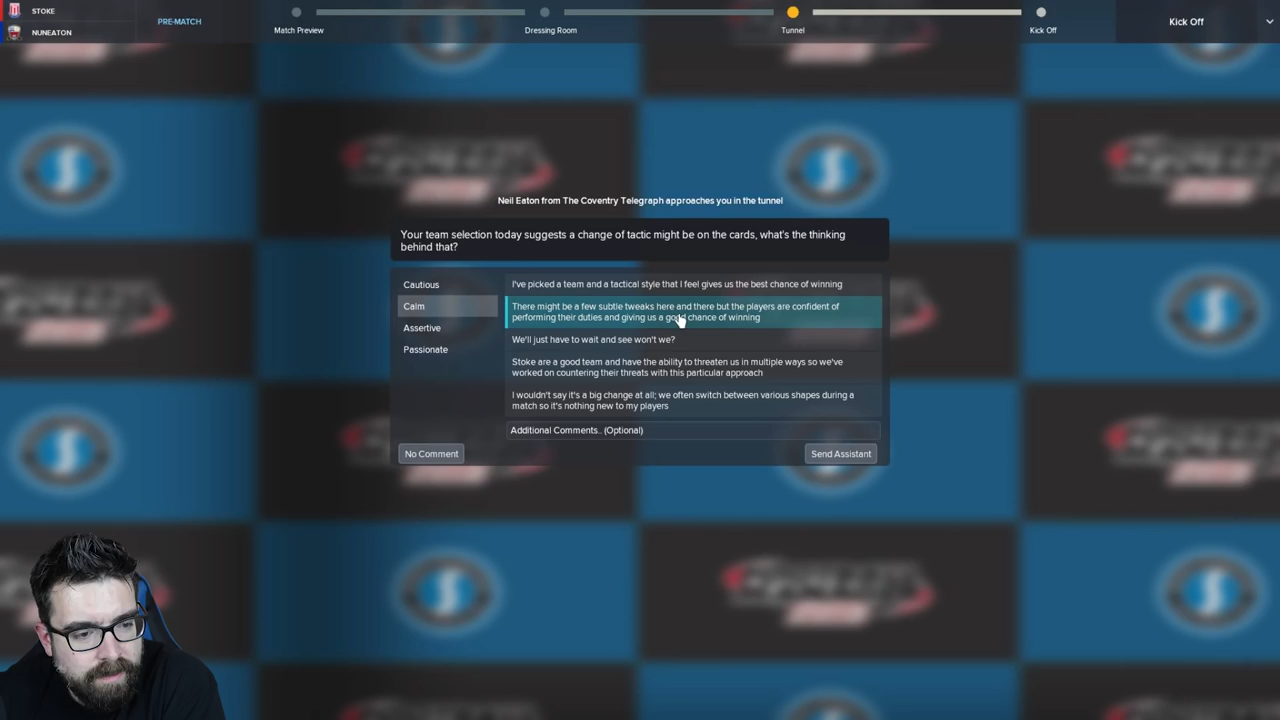 STOKE
NUNEATON
PRE-MATCH
Match Preview
Dressing Room
Tunnel
Kick Off
Kick Off
Neil Eaton from The Coventry Telegraph approaches you in the tunnel
Your team selection today suggests a change of tactic might be on the cards, what's the thinking
behind that?
Cautious
Calm
Assertive
Passionate
I've picked a team and a tactical style that I feel gives us the best chance of winning
There might be a few subtle tweaks here and there but the players are confident of
performing their duties and giving us a good chance of winning
We'll just have to wait and see won't we?
Stoke are a good team and have the ability to threaten us in multiple ways so we've
worked on countering their threats with this particular approach
I wouldn't say it's a big change at all; we often switch between various shapes during a
match so it's nothing new to my players
Additional Comments.. (Optional)
No Comment
Send Assistant